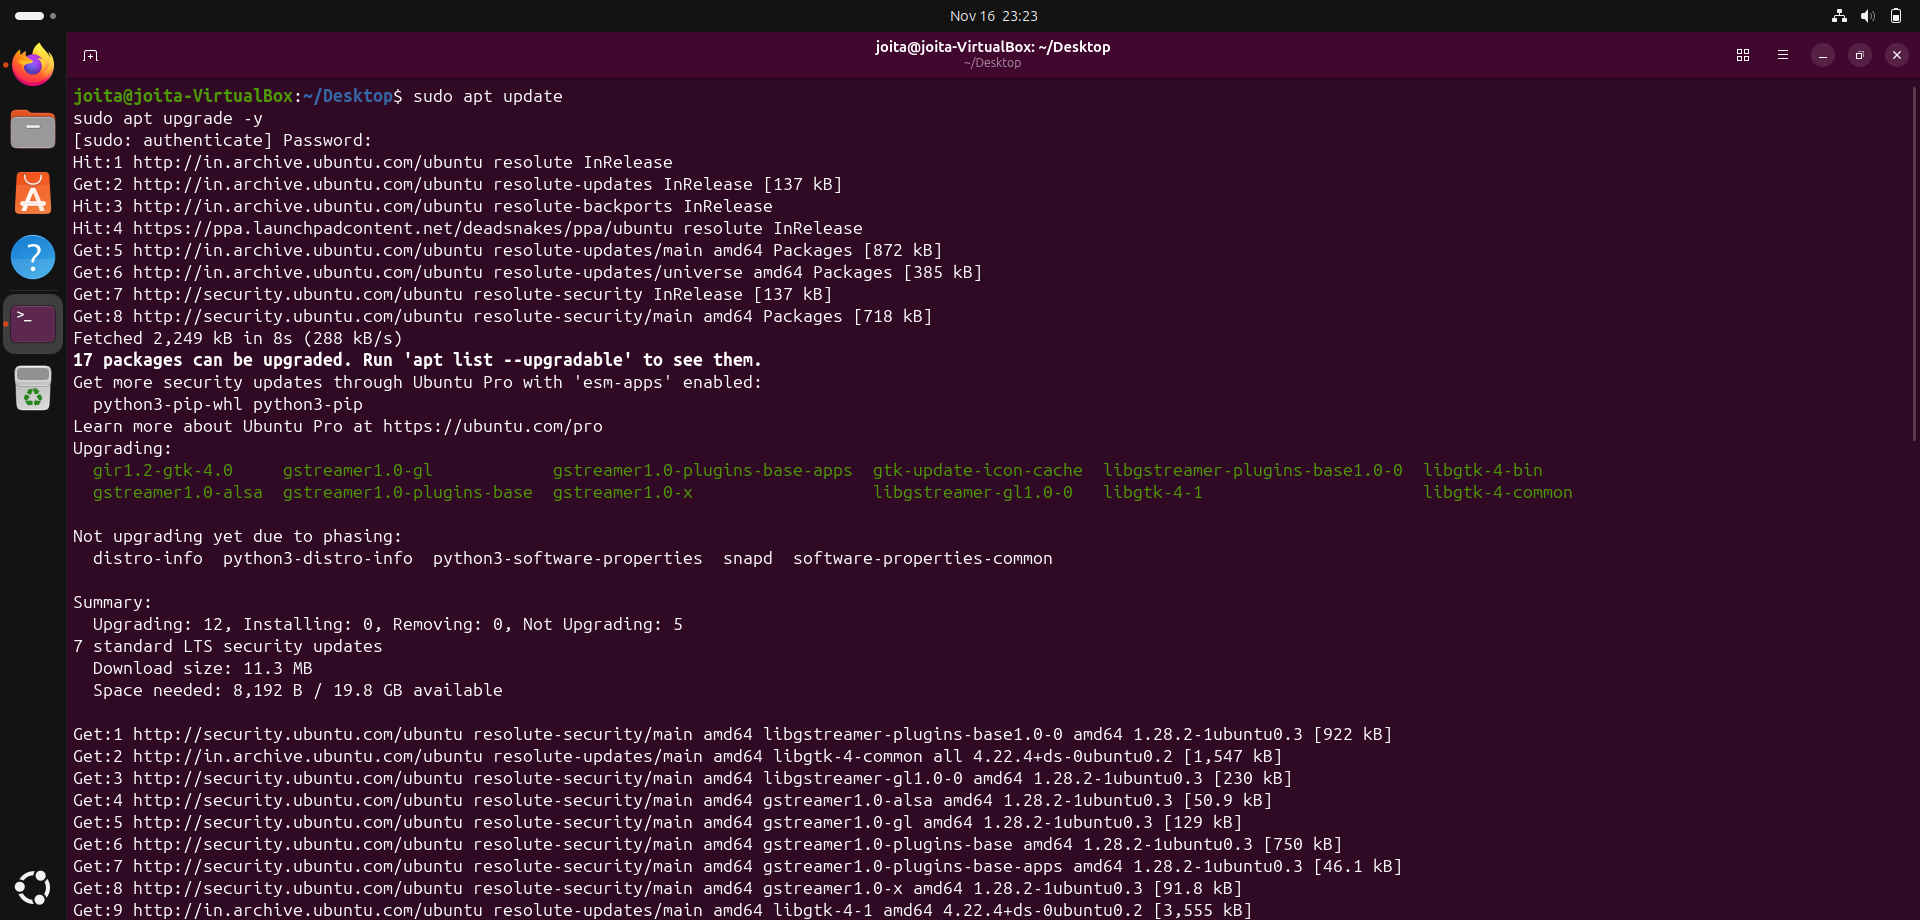 Nov 16 23:23
joita@joita-VirtualBox: ~/Desktop
~/Desktop
joita@joita-VirtualBox:~/Desktop$ sudo apt update
sudo apt upgrade -y
[sudo: authenticate] Password:
Hit:1 http://in.archive.ubuntu.com/ubuntu resolute InRelease
Get:2 http://in.archive.ubuntu.com/ubuntu resolute-updates InRelease [137 kB]
Hit:3 http://in.archive.ubuntu.com/ubuntu resolute-backports InRelease
Hit:4 https://ppa.launchpadcontent.net/deadsnakes/ppa/ubuntu resolute InRelease
Get:5 http://in.archive.ubuntu.com/ubuntu resolute-updates/main amd64 Packages [872 kB]
Get:6 http://in.archive.ubuntu.com/ubuntu resolute-updates/universe amd64 Packages [385 kB]
Get:7 http://security.ubuntu.com/ubuntu resolute-security InRelease [137 kB]
Get:8 http://security.ubuntu.com/ubuntu resolute-security/main amd64 Packages [718 kB]
Fetched 2,249 kB in 8s (288 kB/s)
17 packages can be upgraded. Run 'apt list --upgradable' to see them.
Get more security updates through Ubuntu Pro with 'esm-apps' enabled:
  python3-pip-whl python3-pip
Learn more about Ubuntu Pro at https://ubuntu.com/pro
Upgrading:
  gir1.2-gtk-4.0     gstreamer1.0-gl            gstreamer1.0-plugins-base-apps  gtk-update-icon-cache  libgstreamer-plugins-base1.0-0  libgtk-4-bin
  gstreamer1.0-alsa  gstreamer1.0-plugins-base  gstreamer1.0-x                  libgstreamer-gl1.0-0   libgtk-4-1                      libgtk-4-common
Not upgrading yet due to phasing:
  distro-info  python3-distro-info  python3-software-properties  snapd  software-properties-common
Summary:
  Upgrading: 12, Installing: 0, Removing: 0, Not Upgrading: 5
7 standard LTS security updates
  Download size: 11.3 MB
  Space needed: 8,192 B / 19.8 GB available
Get:1 http://security.ubuntu.com/ubuntu resolute-security/main amd64 libgstreamer-plugins-base1.0-0 amd64 1.28.2-1ubuntu0.3 [922 kB]
Get:2 http://in.archive.ubuntu.com/ubuntu resolute-updates/main amd64 libgtk-4-common all 4.22.4+ds-0ubuntu0.2 [1,547 kB]
Get:3 http://security.ubuntu.com/ubuntu resolute-security/main amd64 libgstreamer-gl1.0-0 amd64 1.28.2-1ubuntu0.3 [230 kB]
Get:4 http://security.ubuntu.com/ubuntu resolute-security/main amd64 gstreamer1.0-alsa amd64 1.28.2-1ubuntu0.3 [50.9 kB]
Get:5 http://security.ubuntu.com/ubuntu resolute-security/main amd64 gstreamer1.0-gl amd64 1.28.2-1ubuntu0.3 [129 kB]
Get:6 http://security.ubuntu.com/ubuntu resolute-security/main amd64 gstreamer1.0-plugins-base amd64 1.28.2-1ubuntu0.3 [750 kB]
Get:7 http://security.ubuntu.com/ubuntu resolute-security/main amd64 gstreamer1.0-plugins-base-apps amd64 1.28.2-1ubuntu0.3 [46.1 kB]
Get:8 http://security.ubuntu.com/ubuntu resolute-security/main amd64 gstreamer1.0-x amd64 1.28.2-1ubuntu0.3 [91.8 kB]
Get:9 http://in.archive.ubuntu.com/ubuntu resolute-updates/main amd64 libgtk-4-1 amd64 4.22.4+ds-0ubuntu0.2 [3,555 kB]